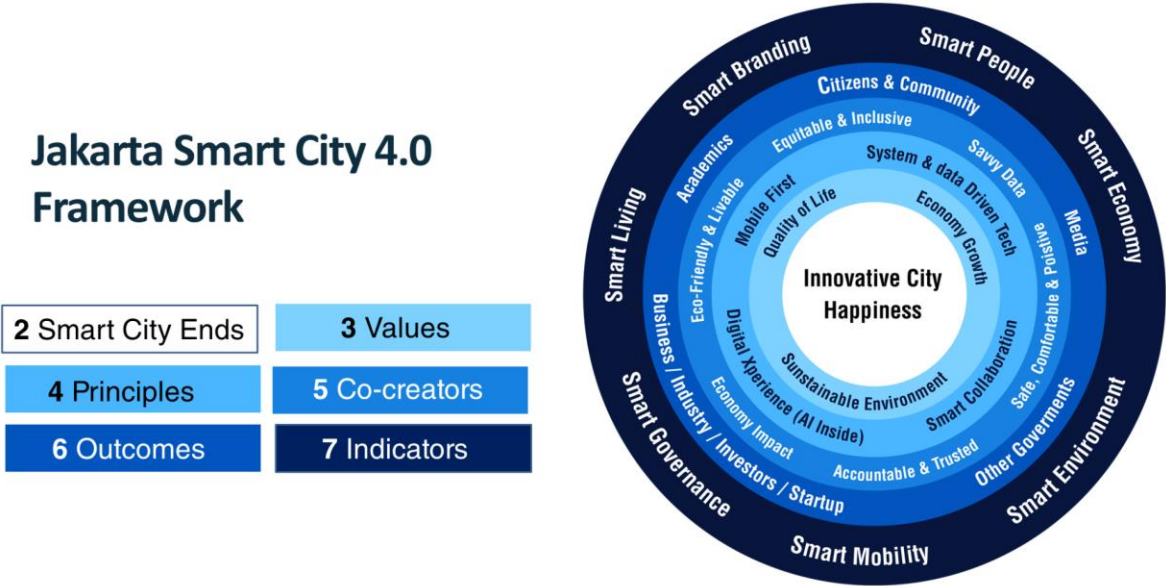 Jakarta Smart City 4.0
Framework
2 Smart City Ends
3 Values
4 Principles
5 Co-creators
6 Outcomes
7 Indicators
Smart Branding
Smart People
Smart Economy
Smart Environment
Smart Mobility
Smart Governance
Smart Living
Citizens & Community
Media
Other Goverments
Business / Industry / Investors / Startup
Academics
Equitable & Inclusive
Savvy Data
Safe, Comfortable & Poistive
Accountable & Trusted
Economy Impact
Eco-Friendly & Livable
System & data Driven Tech
Smart Collaboration
Digital Xperience (AI Inside)
Mobile First
Quality of Life
Economy Growth
Sunstainable Environment
Innovative City
Happiness